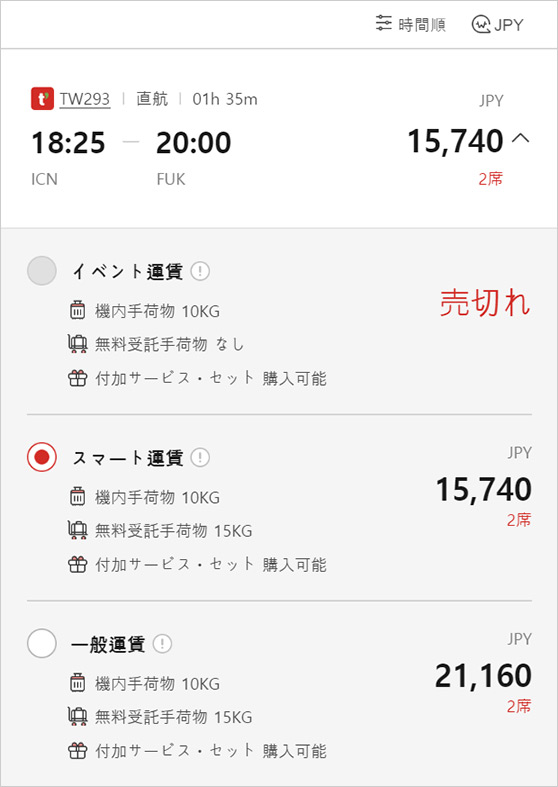 時間順 JPY
TW293 直航 01h 35m
JPY
18:25 — 20:00 15,740
ICN FUK 2席
イベント運賃
売切れ
機内手荷物 10KG
無料受託手荷物 なし
付加サービス・セット 購入可能
JPY
スマート運賃
15,740
機内手荷物 10KG
2席
無料受託手荷物 15KG
付加サービス・セット 購入可能
JPY
一般運賃
21,160
機内手荷物 10KG
2席
無料受託手荷物 15KG
付加サービス・セット 購入可能